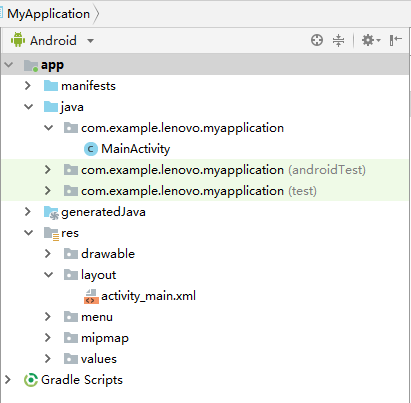 MyApplication
Android
app
manifests
java
com.example.lenovo.myapplication
MainActivity
com.example.lenovo.myapplication (androidTest)
com.example.lenovo.myapplication (test)
generatedJava
res
drawable
layout
activity_main.xml
menu
mipmap
values
Gradle Scripts